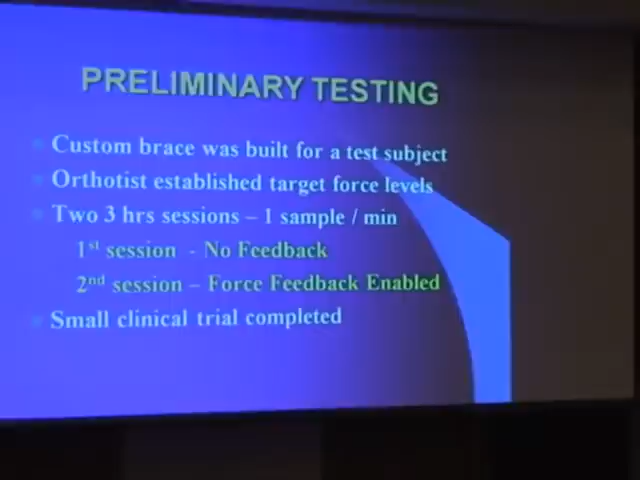 PRELIMINARY TESTING
Custom brace was built for a test subject
Orthotist established target force levels
Two 3 hrs sessions – 1 sample / min
1st session - No Feedback
2nd session – Force Feedback Enabled
Small clinical trial completed